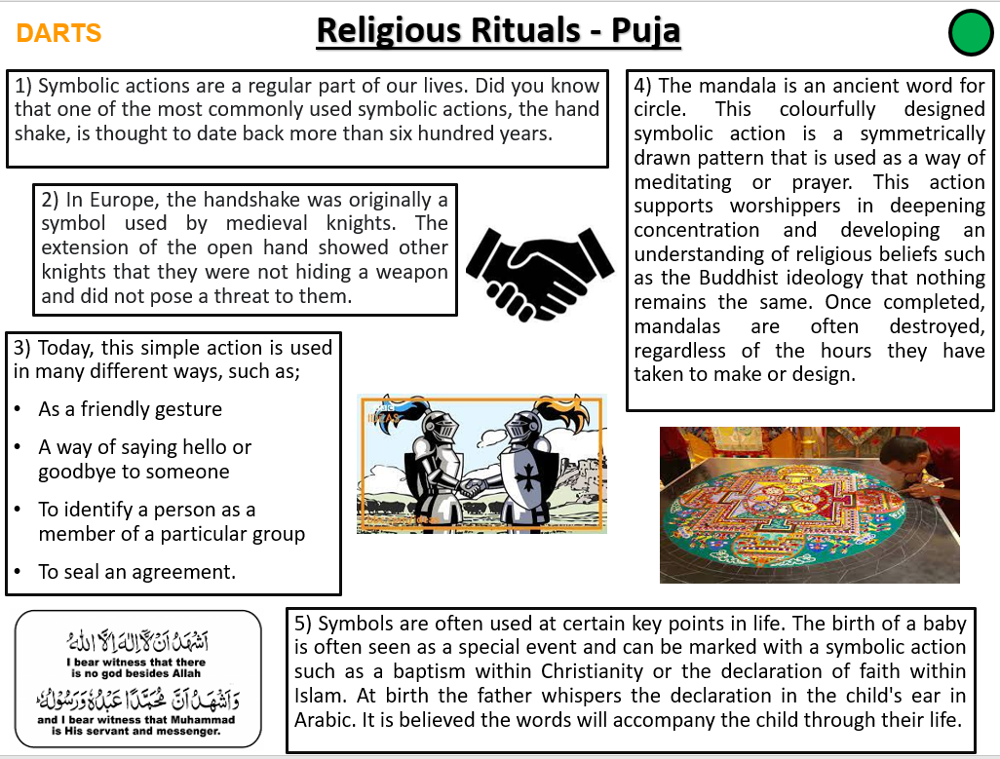 DARTS
Religious Rituals - Puja
1) Symbolic actions are a regular part of our lives. Did you know
that one of the most commonly used symbolic actions, the hand
shake, is thought to date back more than six hundred years.
2) In Europe, the handshake was originally a
symbol used by medieval knights. The
extension of the open hand showed other
knights that they were not hiding a weapon
and did not pose a threat to them.
3) Today, this simple action is used
in many different ways, such as;
• As a friendly gesture
• A way of saying hello or
goodbye to someone
• To identify a person as a
member of a particular group
• To seal an agreement.
4) The mandala is an ancient word for
circle. This colourfully designed
symbolic action is a symmetrically
drawn pattern that is used as a way of
meditating or prayer. This action
supports worshippers in deepening
concentration and developing an
understanding of religious beliefs such
as the Buddhist ideology that nothing
remains the same. Once completed,
mandalas are often destroyed,
regardless of the hours they have
taken to make or design.
أَشْهَدُ أَنْ لَا إِلَٰهَ إِلَّا اللَّهُ
I bear witness that there
is no god besides Allah
وَأَشْهَدُ أَنَّ مُحَمَّدًا عَبْدُهُ وَرَسُولُهُ
and I bear witness that Muhammad
is His servant and messenger.
5) Symbols are often used at certain key points in life. The birth of a baby
is often seen as a special event and can be marked with a symbolic action
such as a baptism within Christianity or the declaration of faith within
Islam. At birth the father whispers the declaration in the child's ear in
Arabic. It is believed the words will accompany the child through their life.